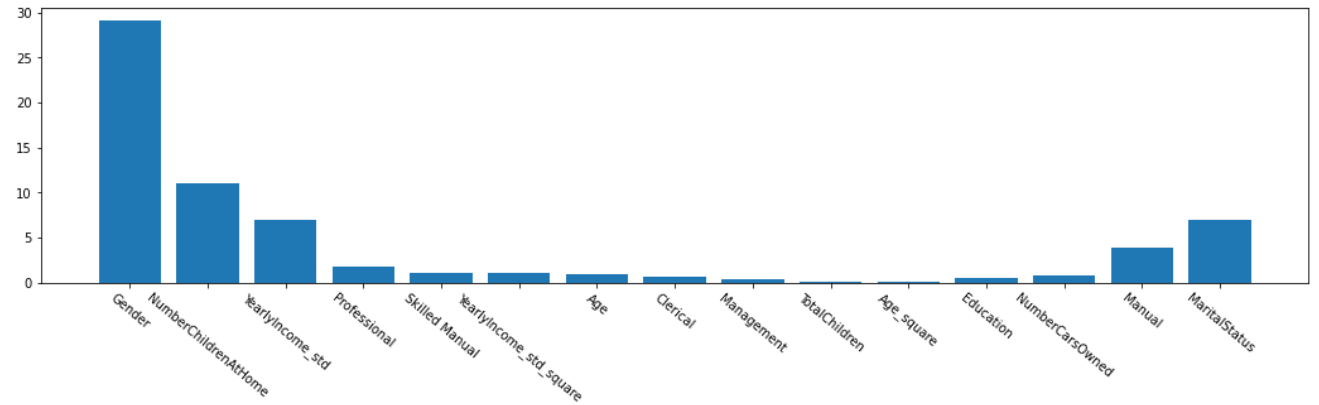 30
25
20
15
10
5
0
Gender
NumberChildrenAtHome
YearlyIncome_std
Professional
Skilled Manual
YearlyIncome_std_square
Age
Clerical
Management
TotalChildren
Age_square
Education
NumberCarsOwned
Manual
MaritalStatus